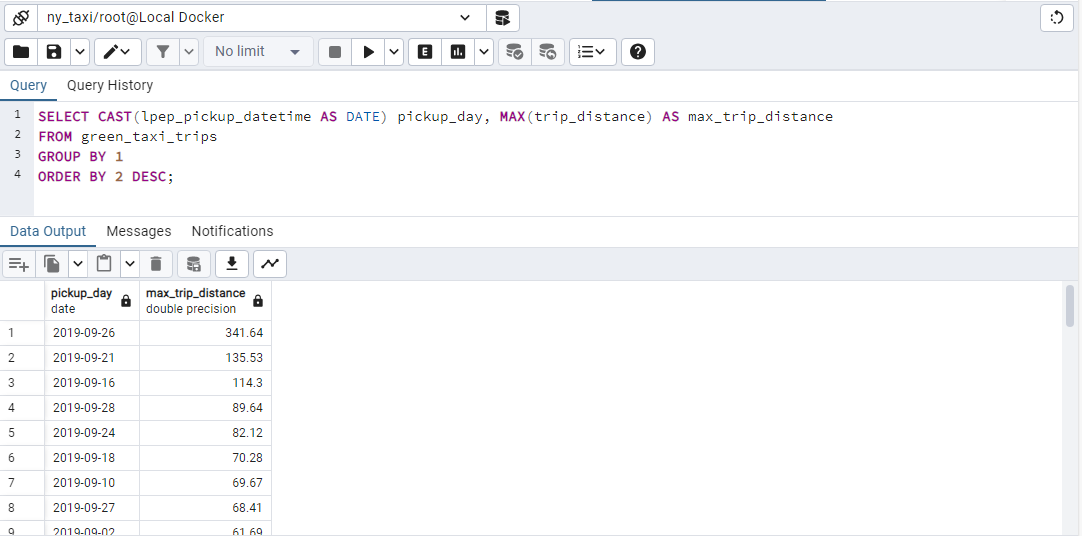 ny_taxi/root@Local Docker
No limit
E
Query Query History
1 SELECT CAST(lpep_pickup_datetime AS DATE) pickup_day, MAX(trip_distance) AS max_trip_distance
2 FROM green_taxi_trips
3 GROUP BY 1
4 ORDER BY 2 DESC;
Data Output Messages Notifications
pickup_day max_trip_distance
date double precision
1 2019-09-26 341.64
2 2019-09-21 135.53
3 2019-09-16 114.3
4 2019-09-28 89.64
5 2019-09-24 82.12
6 2019-09-18 70.28
7 2019-09-10 69.67
8 2019-09-27 68.41
9 2019-09-02 61.69